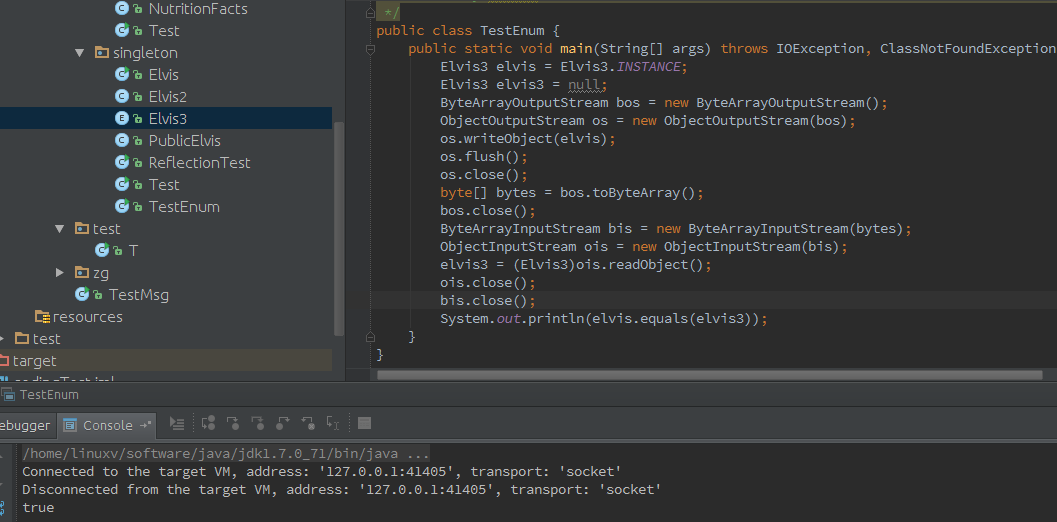 NutritionFacts
Test
singleton
Elvis
Elvis2
Elvis3
PublicElvis
ReflectionTest
Test
TestEnum
test
T
zg
TestMsg
resources
test
target
*/
public class TestEnum {
public static void main(String[] args) throws IOException, ClassNotFoundException
Elvis3 elvis = Elvis3.INSTANCE;
Elvis3 elvis3 = null;
ByteArrayOutputStream bos = new ByteArrayOutputStream();
ObjectOutputStream os = new ObjectOutputStream(bos);
os.writeObject(elvis);
os.flush();
os.close();
byte[] bytes = bos.toByteArray();
bos.close();
ByteArrayInputStream bis = new ByteArrayInputStream(bytes);
ObjectInputStream ois = new ObjectInputStream(bis);
elvis3 = (Elvis3)ois.readObject();
ois.close();
bis.close();
System.out.println(elvis.equals(elvis3));
}
}
TestEnum
ebugger
Console
/home/linuxv/software/java/jdk1.7.0_71/bin/java ...
Connected to the target VM, address: '127.0.0.1:41405', transport: 'socket'
Disconnected from the target VM, address: '127.0.0.1:41405', transport: 'socket'
true